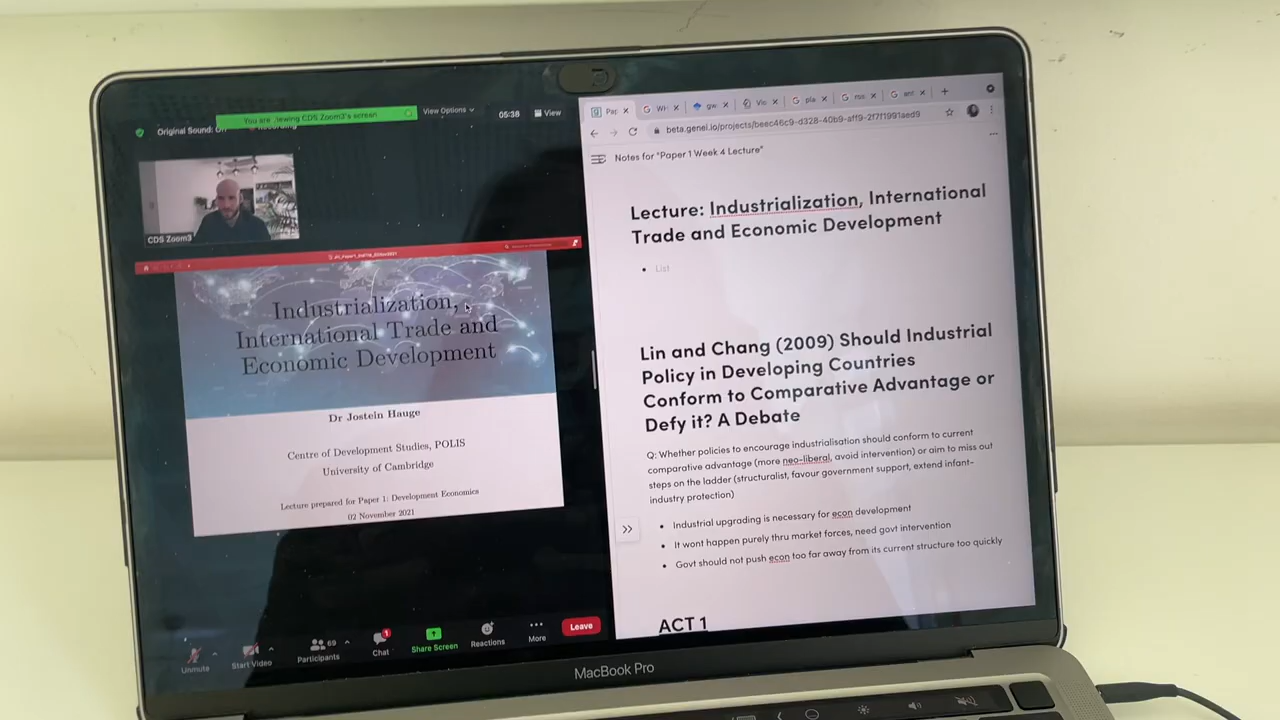 You are viewing CDS Zoom3's screen
View Options
05:38
View
Original Sound:
CDS Zoom3
Industrialization,
International Trade and
Economic Development
Dr Jostein Hauge
Centre of Development Studies, POLIS
University of Cambridge
Lecture prepared for Paper 1: Development Economics
02 November 2021
Unmute
Start Video
Participants
69
Chat
1
Share Screen
Reactions
More
Leave
beta.genei.io/projects/beec46c9-d328-40b9-aff9-2f7f1991aed9
Notes for "Paper 1 Week 4 Lecture"
Lecture: Industrialization, International
Trade and Economic Development
List
Lin and Chang (2009) Should Industrial
Policy in Developing Countries
Conform to Comparative Advantage or
Defy it? A Debate
Q: Whether policies to encourage industrialisation should conform to current
comparative advantage (more neo-liberal, avoid intervention) or aim to miss out
steps on the ladder (structuralist, favour government support, extend infant-
industry protection)
Industrial upgrading is necessary for econ development
It wont happen purely thru market forces, need govt intervention
Govt should not push econ too far away from its current structure too quickly
ACT 1
MacBook Pro